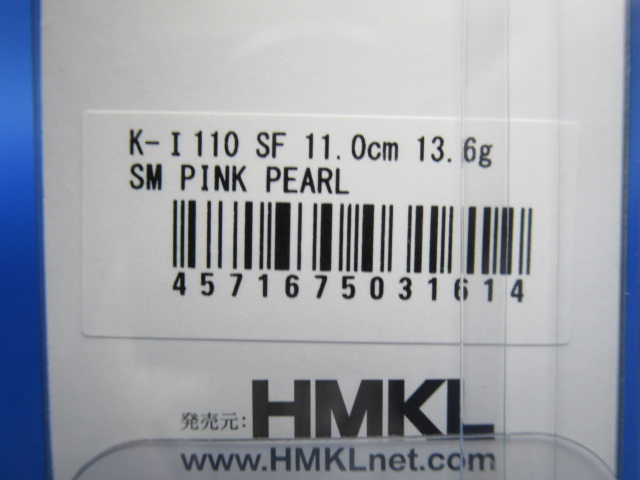 K-I 110 SF 11.0cm 13.6g
SM PINK PEARL
4571675031614
発売元: HMKL
www.HMKLnet.com